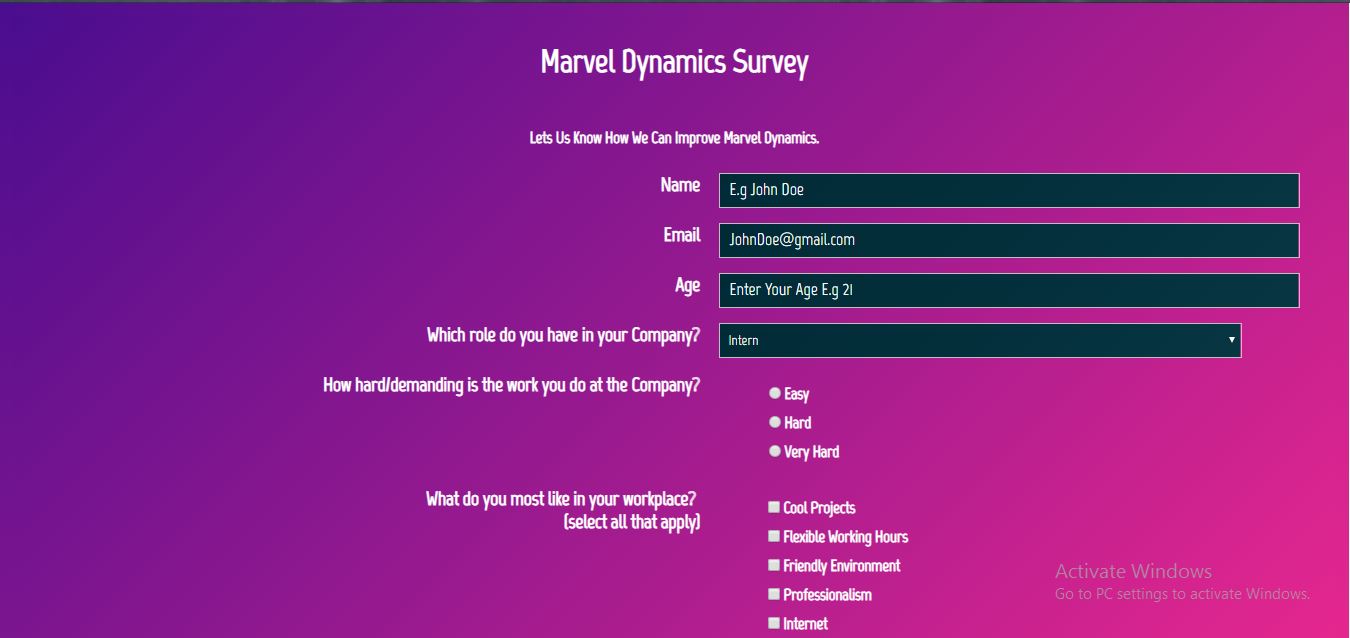 Marvel Dynamics Survey
Lets Us Know How We Can Improve Marvel Dynamics.
Name
E.g John Doe
Email
JohnDoe@gmail.com
Age
Enter Your Age E.g 21
Which role do you have in your Company?
Intern
How hard/demanding is the work you do at the Company?
Easy
Hard
Very Hard
What do you most like in your workplace?
(select all that apply)
Cool Projects
Flexible Working Hours
Friendly Environment
Professionalism
Internet
Activate Windows
Go to PC settings to activate Windows.